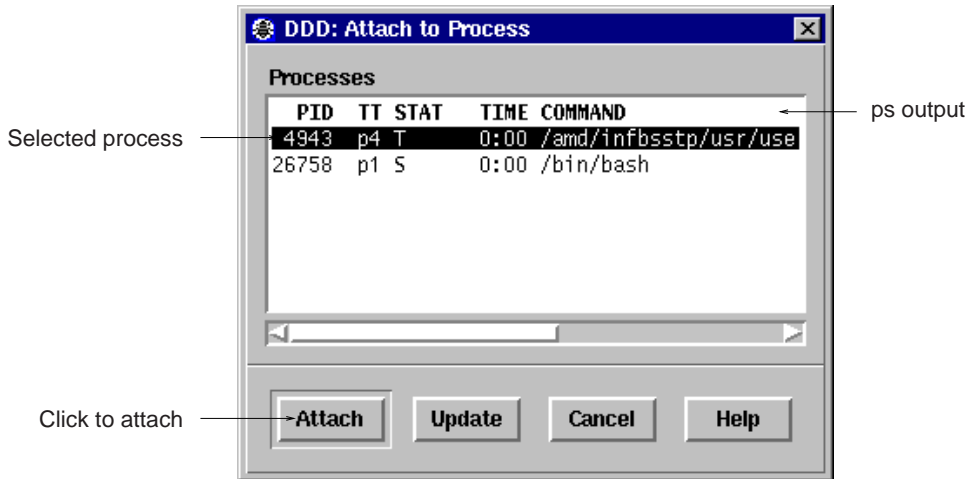 DDD: Attach to Process
Processes
PID TT STAT TIME COMMAND
ps output
Selected process
4943 p4 T 0:00 /amd/infbsstp/usr/use
26758 p1 S 0:00 /bin/bash
Click to attach
Attach Update Cancel Help